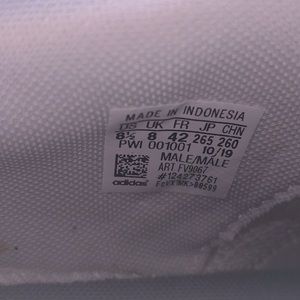 MADE IN INDONESIA
US UK FR JP CHN
8½ 8 42 265 260
PWI 001001 10/19
MALE/MALE
ART FV9067
#124273761
adidas